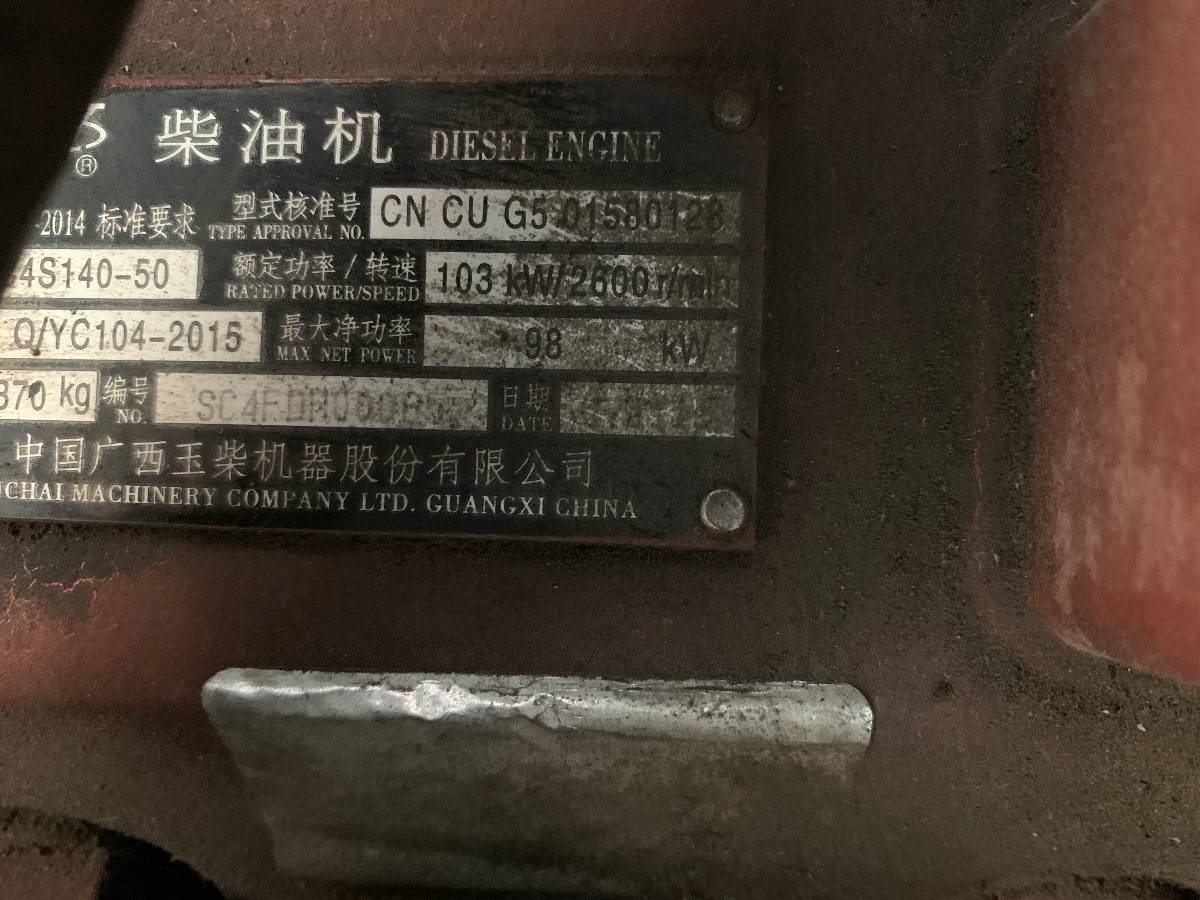 ® 柴油机 DIESEL ENGINE
-2014 标准要求 型式核准号 TYPE APPROVAL NO. CN CU G5 01580128
4S140-50 额定功率/转速 RATED POWER/SPEED 103 kW/2600r/min
Q/YC104-2015 最大净功率 MAX NET POWER 98 kW
370 kg 编号 NO. 日期 DATE
中国广西玉柴机器股份有限公司
MACHINERY COMPANY LTD. GUANGXI CHINA